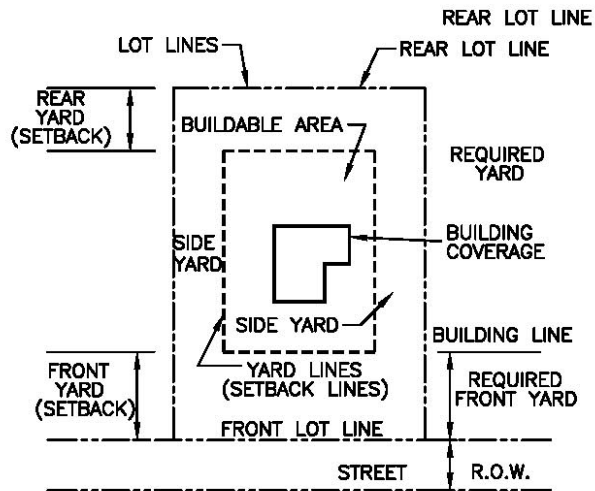 REAR LOT LINE
LOT LINES
REAR LOT LINE
REAR
YARD
(SETBACK)
BUILDABLE AREA
REQUIRED
YARD
SIDE
YARD
BUILDING
COVERAGE
SIDE YARD
BUILDING LINE
FRONT
YARD
(SETBACK)
YARD LINES
(SETBACK LINES)
REQUIRED
FRONT YARD
FRONT LOT LINE
STREET
R.O.W.